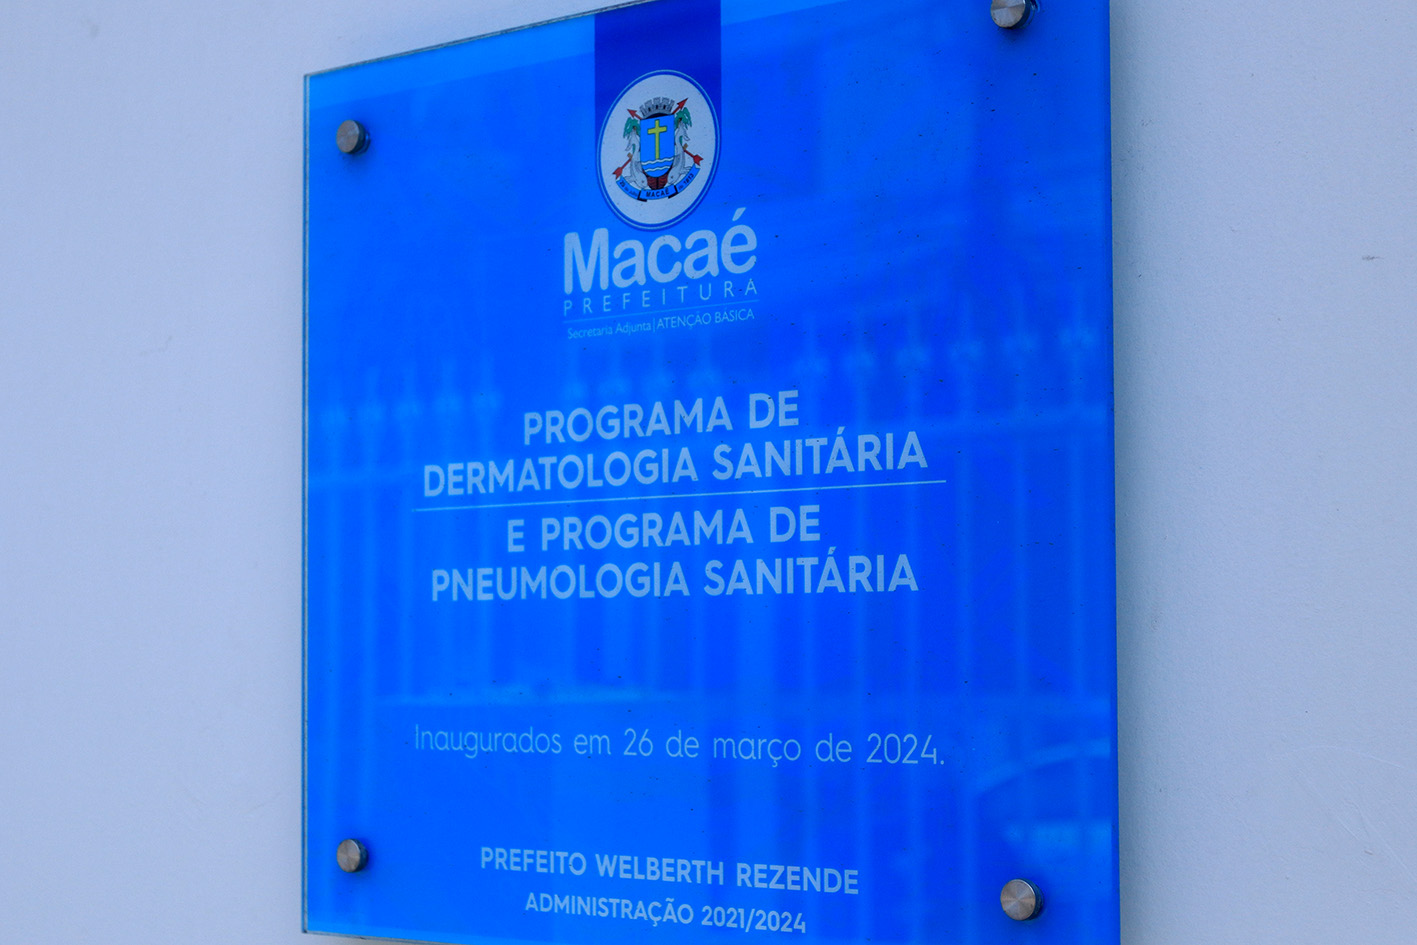 MACAÉ
Macaé
PREFEITURA
Secretaria Adjunta | ATENÇÃO BÁSICA
PROGRAMA DE
DERMATOLOGIA SANITÁRIA
E PROGRAMA DE
PNEUMOLOGIA SANITÁRIA
Inaugurados em 26 de março de 2024.
PREFEITO WELBERTH REZENDE
ADMINISTRAÇÃO 2021/2024